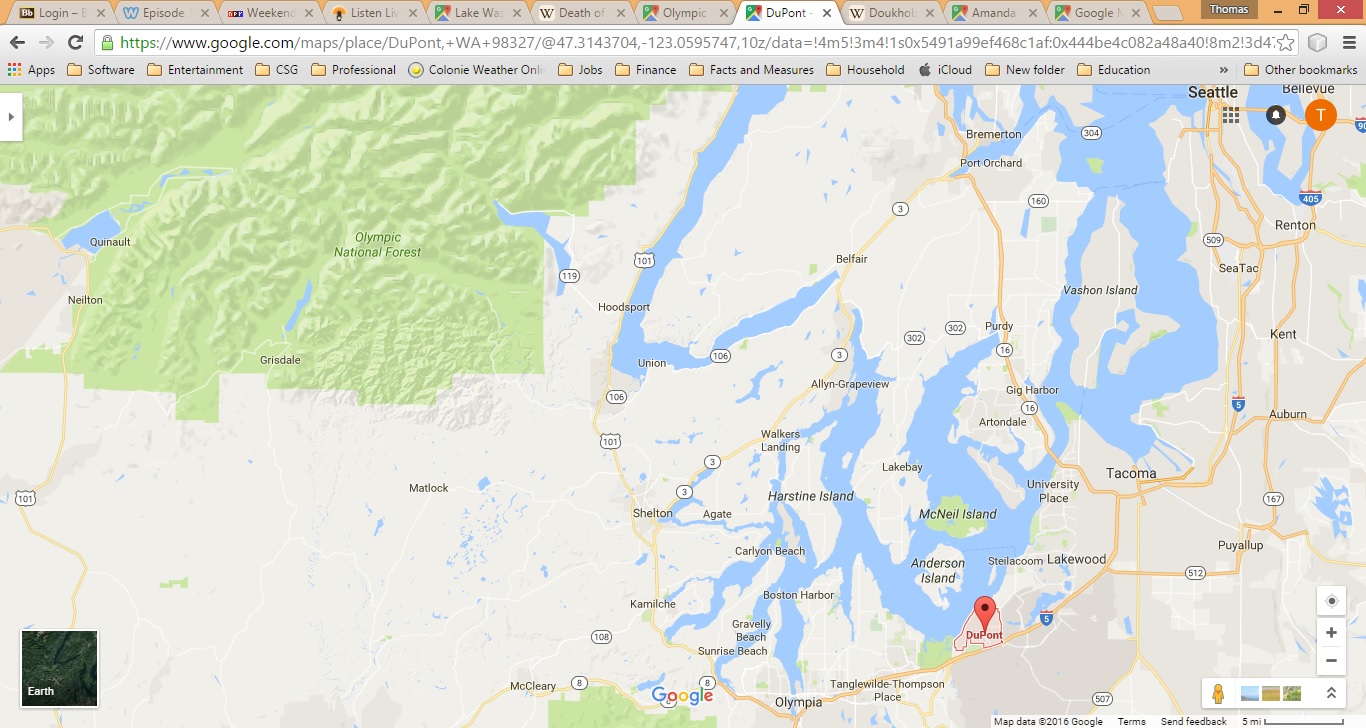 Login – B
Episode
npr Weekend
Listen Liv
Lake Was
W Death of
Olympic
DuPont -
W Doukhob
Amanda
Google M
Thomas
https://www.google.com/maps/place/DuPont,+WA+98327/@47.3143704,-123.0595747,10z/data=!4m5!3m4!1s0x5491a99ef468c1af:0x444be4c082a48a40!8m2!3d47
Apps Software Entertainment CSG Professional Colonie Weather Onli Jobs Finance Facts and Measures Household iCloud New folder Education » Other bookmarks
Seattle
Bellevue
T
Bremerton
304
90
Port Orchard
160
405
3
Renton
509
Quinault
Olympic
National Forest
101
Belfair
SeaTac
119
Vashon Island
Neilton
Hoodsport
302
302
Purdy
Kent
Grisdale
Union
106
3
16
Allyn-Grapeview
Gig Harbor
106
16
5
Auburn
Artondale
Walkers
Landing
101
3
Lakebay
Tacoma
Matlock
3
University
Place
101
Harstine Island
167
Shelton
Agate
McNeil Island
Carlyon Beach
Puyallup
Steilacoom
Lakewood
Anderson
Island
512
Boston Harbor
Kamilche
5
Gravelly
Beach
108
DuPont
Sunrise Beach
McCleary
8
8
Tanglewilde-Thompson
Place
Earth
Google
Olympia
507
Map data ©2016 Google Terms Send feedback 5 mi